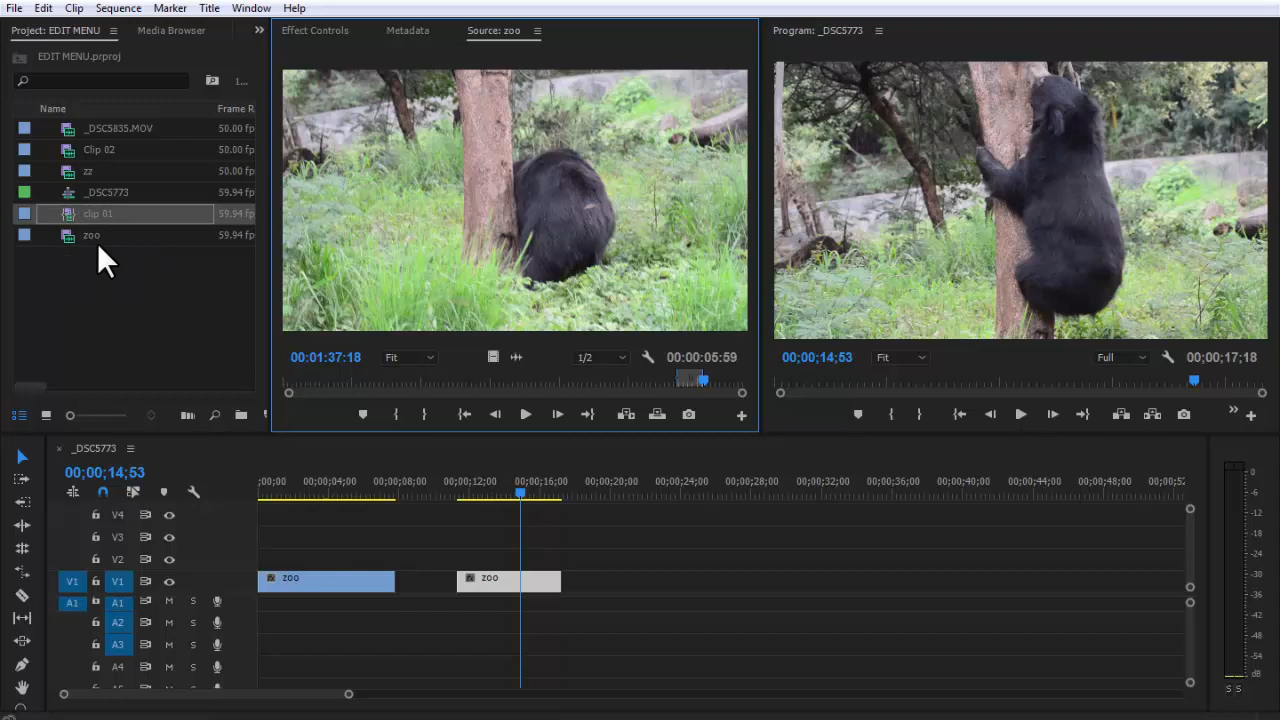 File Edit Clip Sequence Marker Title Window Help
Project: EDIT MENU
Media Browser
Effect Controls
Metadata
Source: zoo
Program: _DSC5773
EDIT MENU.prproj
1...
Name Frame R
_DSC5835.MOV 50.00 fp
Clip 02 50.00 fp
zz 50.00 fp
_DSC5773 59.94 fp
clip 01 59.94 fp
zoo 59.94 fp
00:01:37:18 Fit 1/2 00:00:05:59
00;00;14;53 Fit Full 00;00;17;18
_DSC5773
00;00;14;53
;00;00 00;00;04;00 00;00;08;00 00;00;12;00 00;00;16;00 00;00;20;00 00;00;24;00 00;00;28;00 00;00;32;00 00;00;36;00 00;00;40;00 00;00;44;00 00;00;48;00 00;00;52
V4
V3
V2
V1 V1 zoo zoo
A1 A1 M S
A2 M S
A3 M S
A4 M S
0
-6
-12
-18
-24
-30
-36
-42
-48
-54
dB
S S